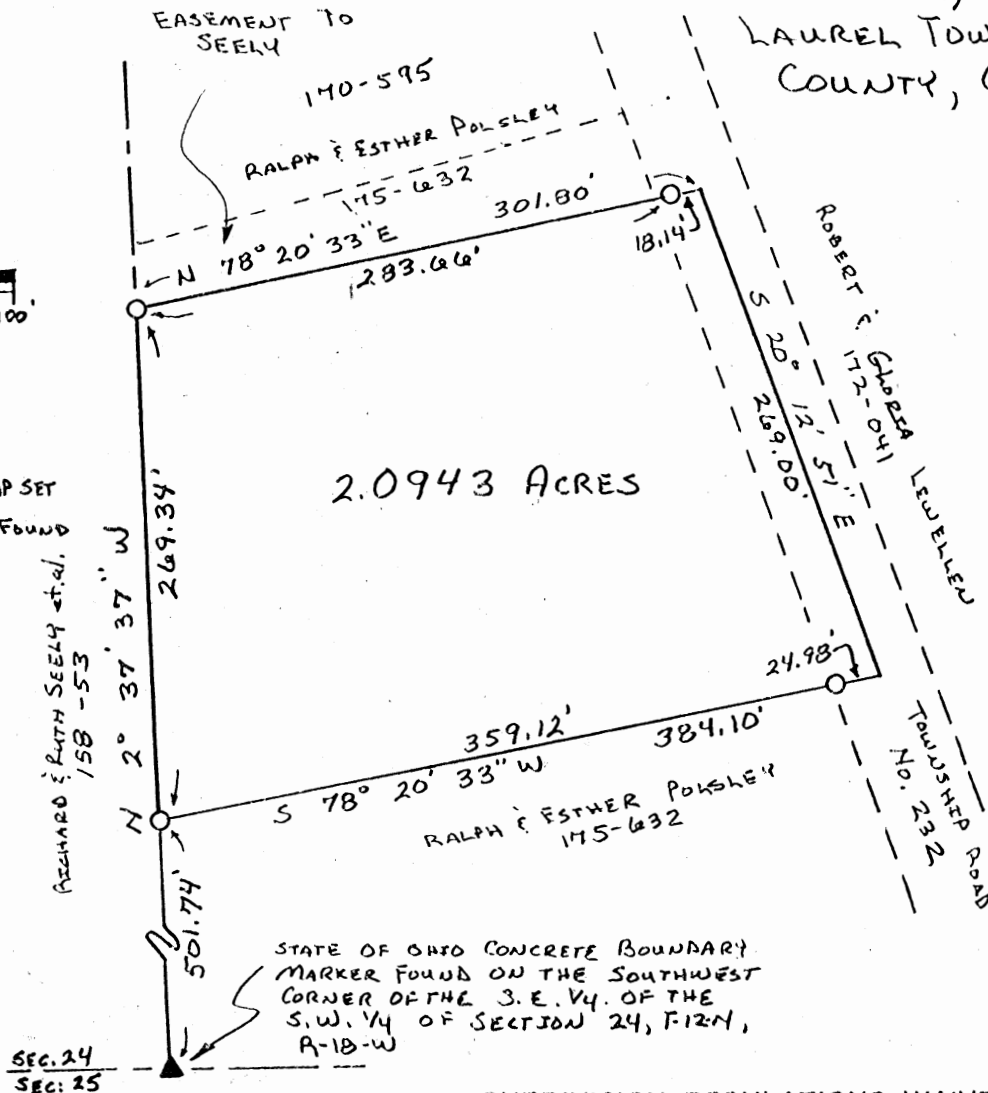 EASEMENT TO
SEELY
LAUREL TOW
COUNTY,
170-595
RALPH & ESTHER POLSLEY
175-632
301.80'
18.14'
N 78° 20' 33" E
283.66'
100'
ROBERT & GLORIA LEWELLEN
172-041
S 20° 12' 57" E
269.00'
2.0943 ACRES
P SET
FOUND
RICHARD & RUTH SEELY et.al.
158-53
N 2° 37' 37" W
269.34'
24.98'
359.12'
384.10'
S 78° 20' 33" W
RALPH & ESTHER POLSLEY
175-632
TOWNSHIP ROAD
No. 232
501.74'
STATE OF OHIO CONCRETE BOUNDARY
MARKER FOUND ON THE SOUTHWEST
CORNER OF THE S.E. 1/4. OF THE
S.W. 1/4 OF SECTION 24, T-12-N,
R-18-W
SEC. 24
SEC. 25